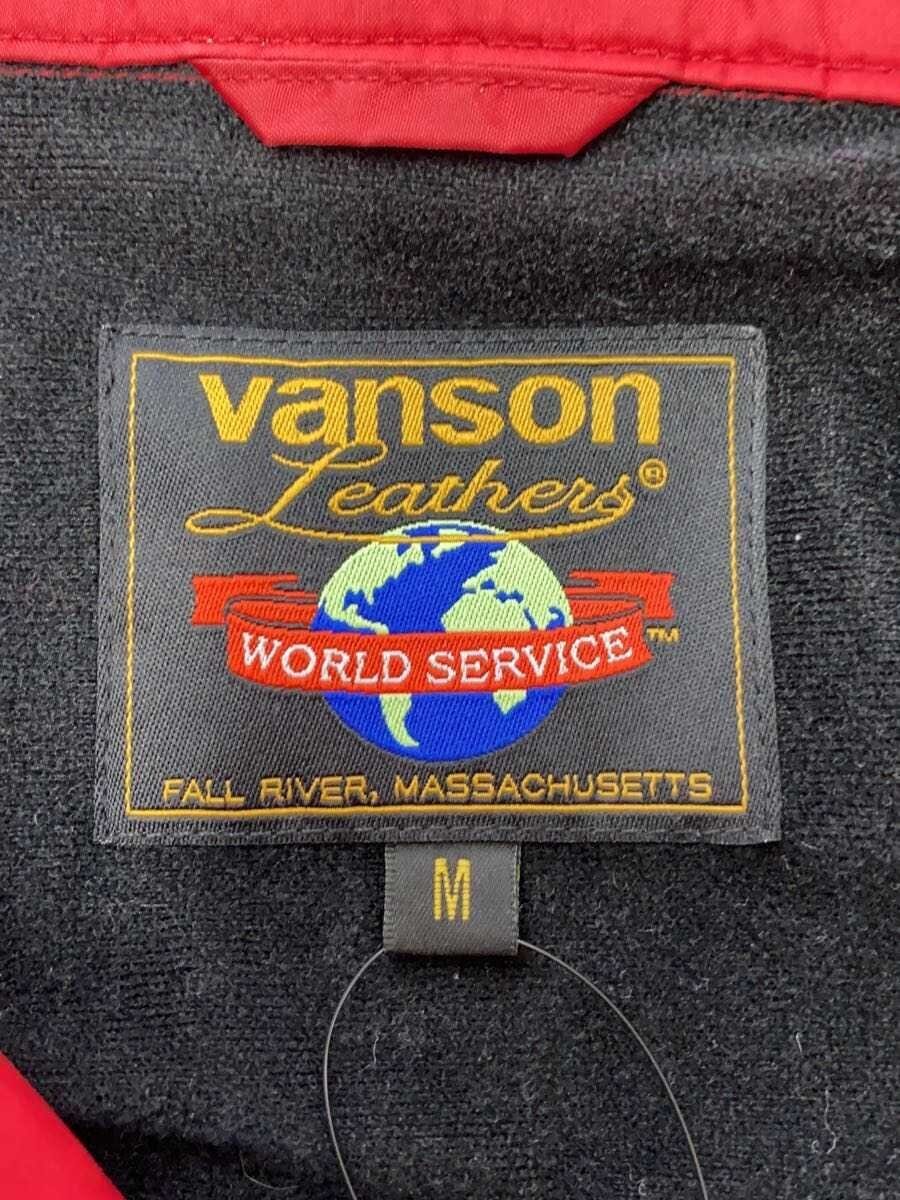 vanson
Leathers®
WORLD SERVICE™
FALL RIVER, MASSACHUSETTS
M